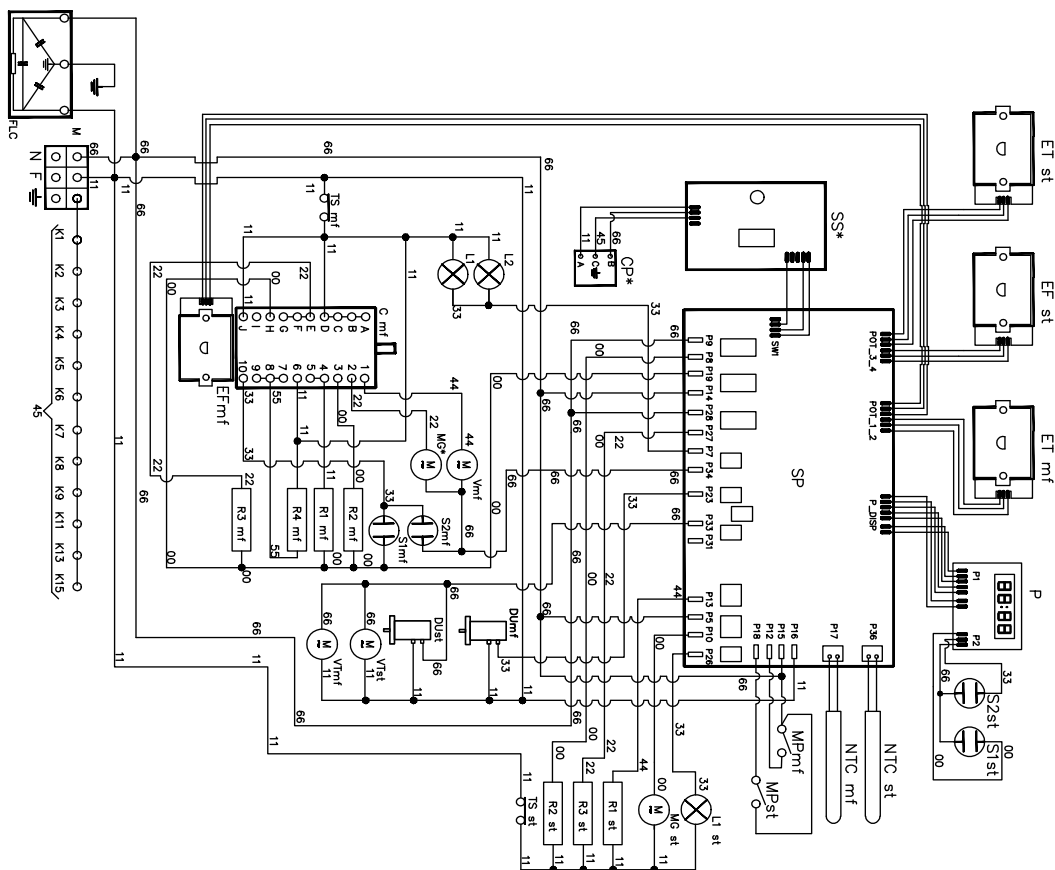 FLC
M
N F
66
11
K1 K2 K3 K4 K5 K6 K7 K8 K9 K11 K13 K15
45
TS mf
L1
L2
C mf
A B C D E F G H I J
1 2 3 4 5 6 7 8 9 10
EFmf
R3 mf
R4 mf
R1 mf
R2 mf
S1mf
S2mf
MG*
M
Vmf
M
VTmf
M
VTst
M
DUst
DUmf
SS*
CP*
A C B
11 45 66
SW1
SP
P9
P8
P19
P14
P28
P27
P7
P34
P23
P33
P31
P13
P5
P10
P26
P18
P12
P15
P16
P17
P36
POT_3_4
POT_1_2
P_DISP
ET st
EF st
ET mf
P
P1
88:88
P2
S2st
S1st
NTC st
NTC mf
MPmf
MPst
TS st
R2 st
R3 st
R1 st
MG st
M
L1 st
00
11
22
33
44
55
66